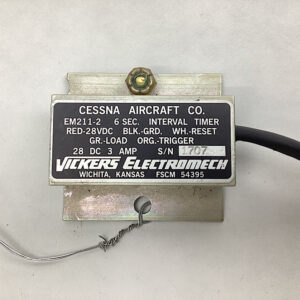 CESSNA AIRCRAFT CO.
EM211-2 6 SEC. INTERVAL TIMER
RED-28VDC BLK.-GRD. WH.-RESET
GR.-LOAD ORG.-TRIGGER
28 DC 3 AMP S/N 1707
VICKERS ELECTROMECH
WICHITA, KANSAS FSCM 54395